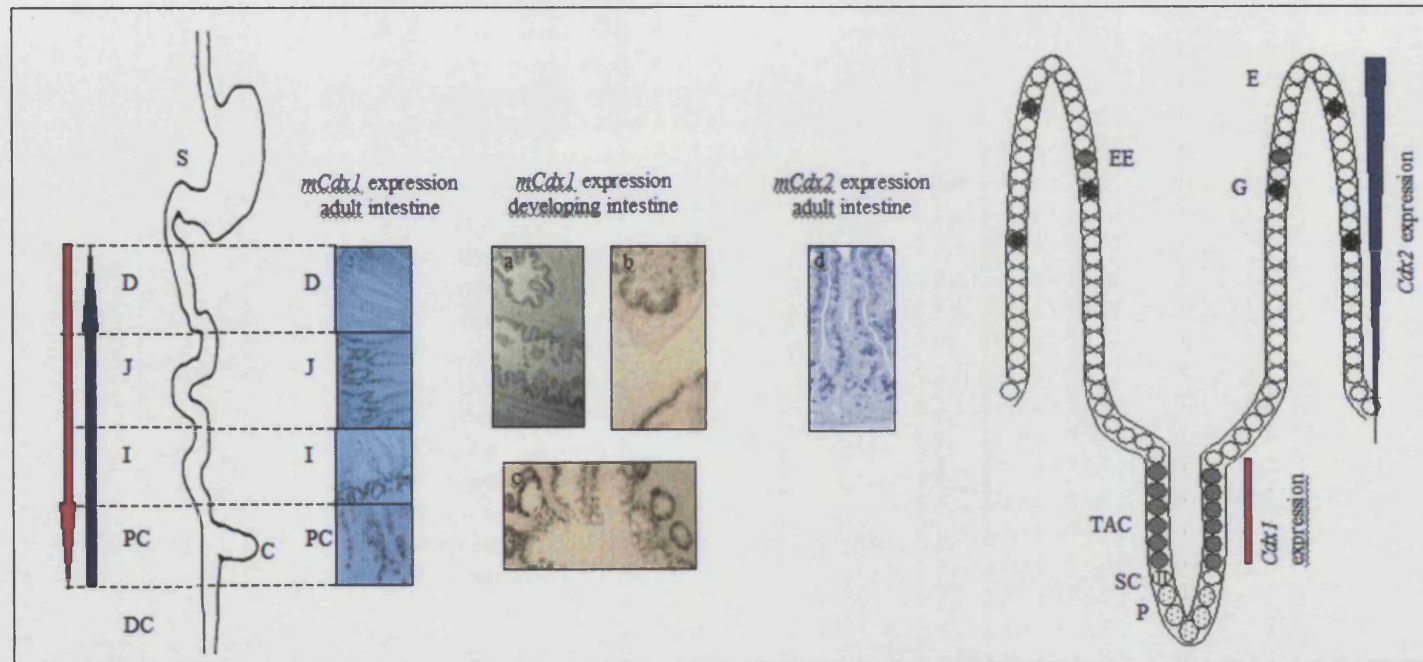 S
D
J
I
PC
DC
C
D
J
I
PC
mCdx1 expression
adult intestine
mCdx1 expression
developing intestine
a
b
c
mCdx2 expression
adult intestine
d
E
EE
G
TAC
SC
P
Cdx2 expression
Cdx1
expression